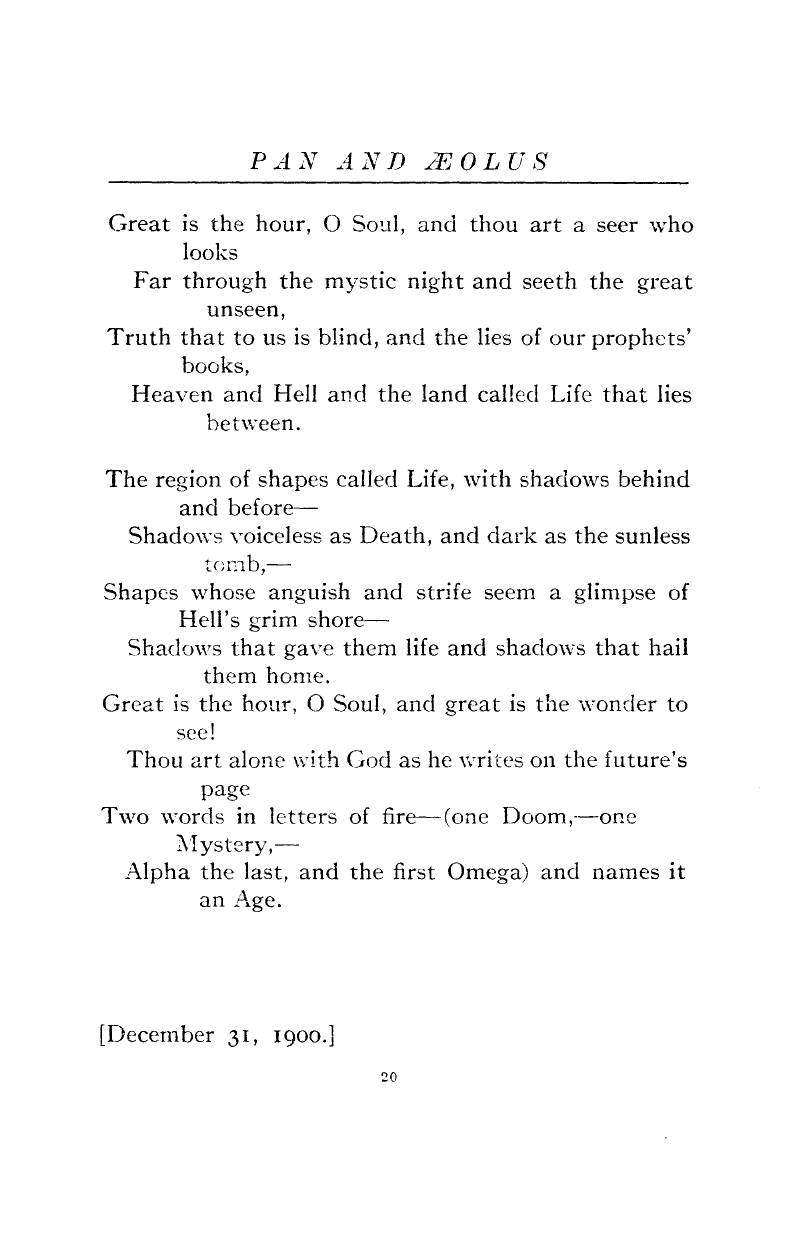 PAN AND ÆOLUS
Great is the hour, O Soul, and thou art a seer who
looks
Far through the mystic night and seeth the great
unseen,
Truth that to us is blind, and the lies of our prophets'
books,
Heaven and Hell and the land called Life that lies
between.
The region of shapes called Life, with shadows behind
and before—
Shadows voiceless as Death, and dark as the sunless
tomb,—
Shapes whose anguish and strife seem a glimpse of
Hell's grim shore—
Shadows that gave them life and shadows that hail
them home.
Great is the hour, O Soul, and great is the wonder to
see!
Thou art alone with God as he writes on the future's
page
Two words in letters of fire—(one Doom,—one
Mystery,—
Alpha the last, and the first Omega) and names it
an Age.
[December 31, 1900.]
20